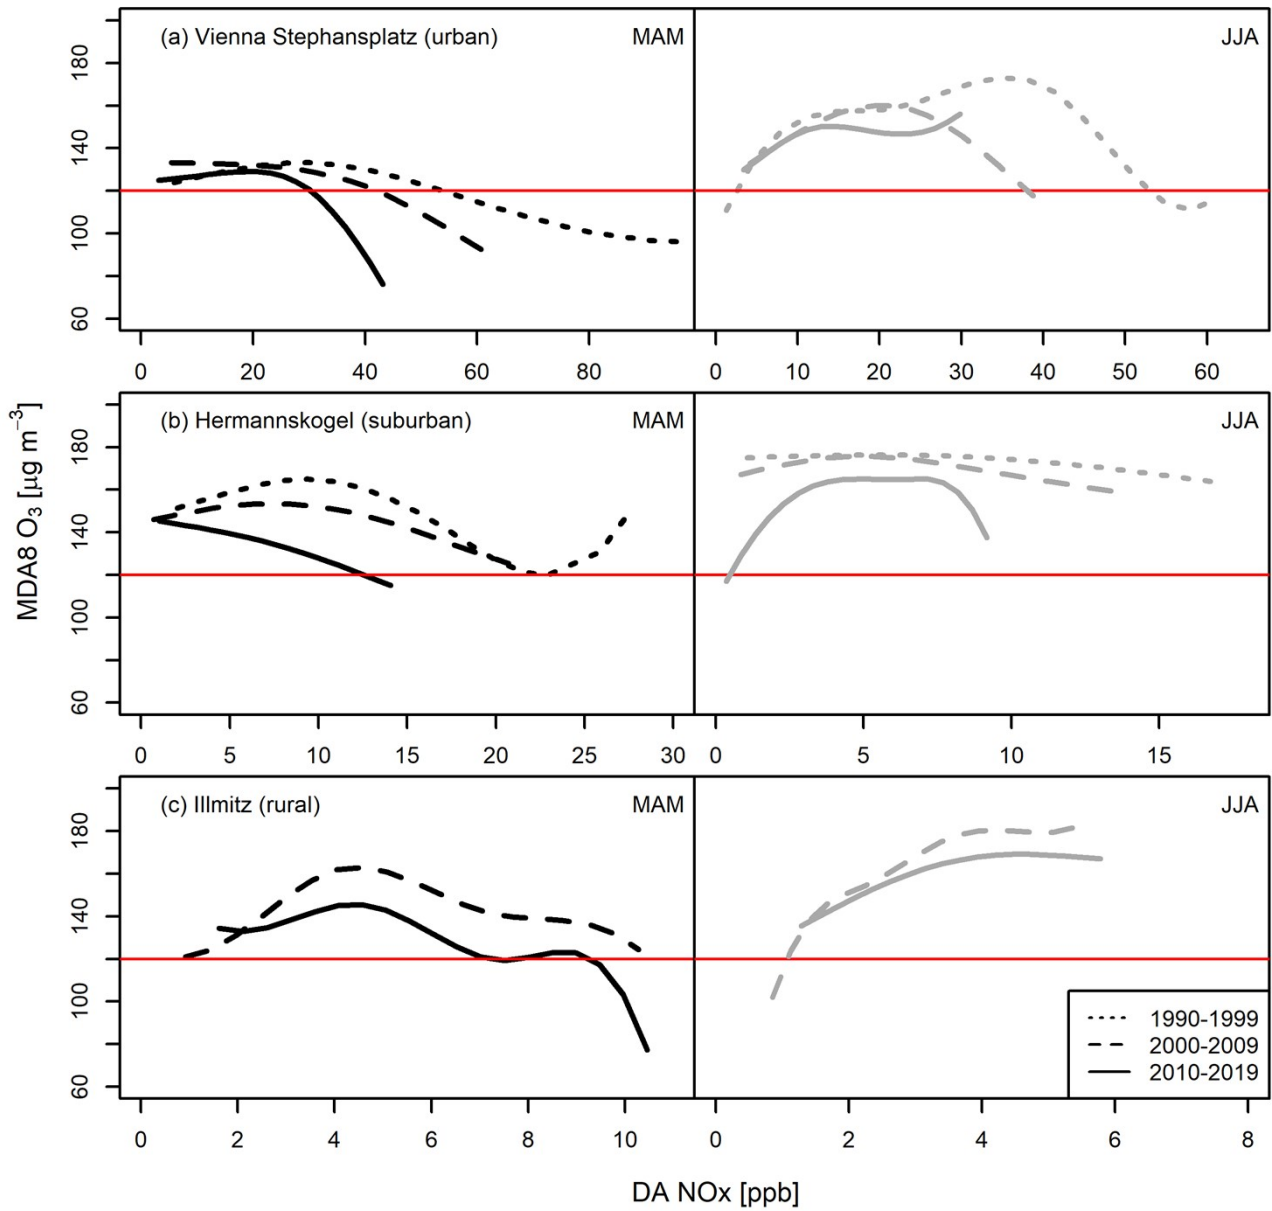 (a) Vienna Stephansplatz (urban) MAM JJA
180
140
100
60
0 20 40 60 80 0 10 20 30 40 50 60
(b) Hermannskogel (suburban) MAM JJA
180
140
100
60
0 5 10 15 20 25 30 0 5 10 15
(c) Illmitz (rural) MAM JJA
180
140
100
60
0 2 4 6 8 10 0 2 4 6 8
1990-1999
2000-2009
2010-2019
MDA8 O₃ [µg m⁻³]
DA NOx [ppb]